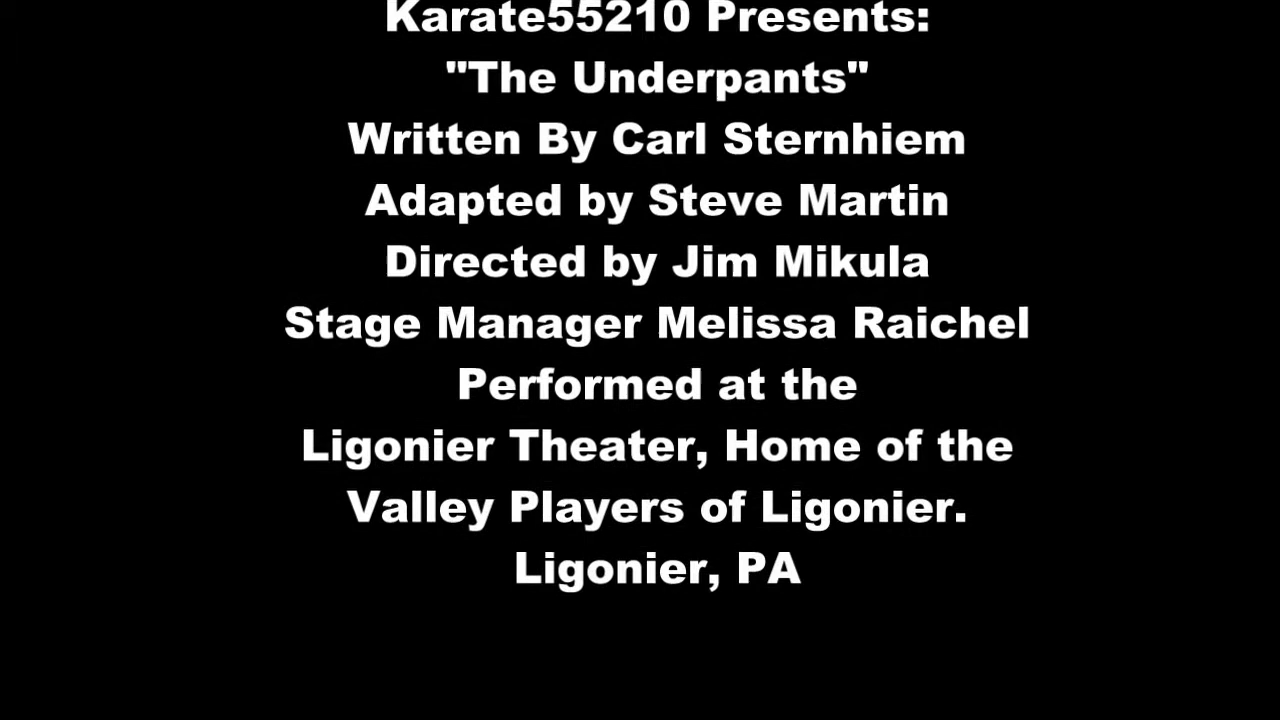 Karate55210 Presents:
"The Underpants"
Written By Carl Sternhiem
Adapted by Steve Martin
Directed by Jim Mikula
Stage Manager Melissa Raichel
Performed at the
Ligonier Theater, Home of the
Valley Players of Ligonier.
Ligonier, PA